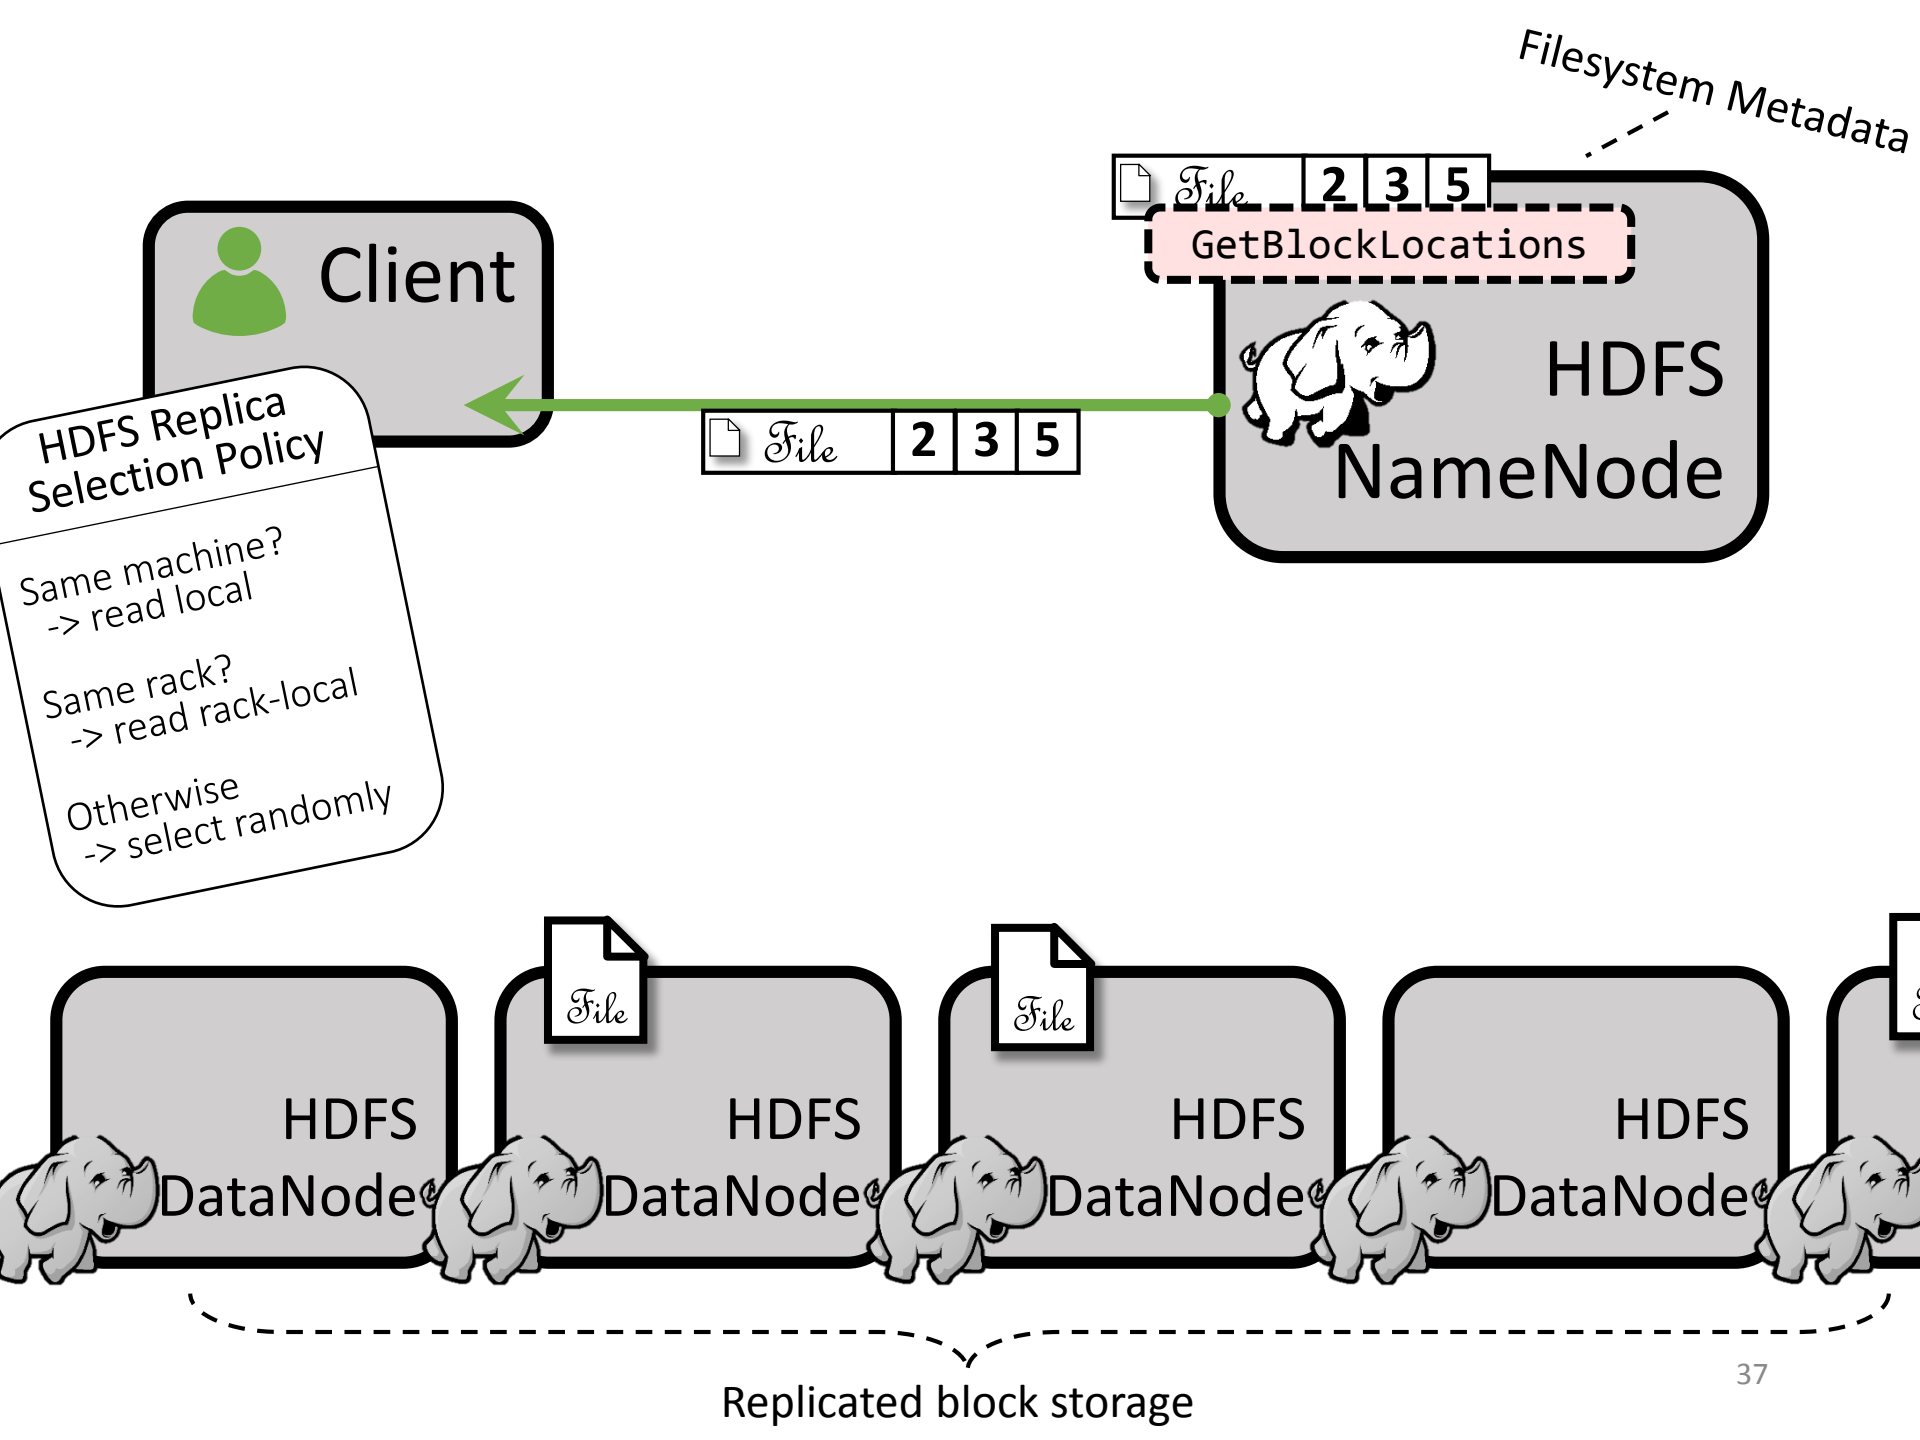 Filesystem Metadata
File 2 3 5
GetBlockLocations
Client
HDFS
NameNode
File 2 3 5
HDFS Replica
Selection Policy
Same machine?
-> read local
Same rack?
-> read rack-local
Otherwise
-> select randomly
File
File
HDFS
DataNode
HDFS
DataNode
HDFS
DataNode
HDFS
DataNode
Replicated block storage
37